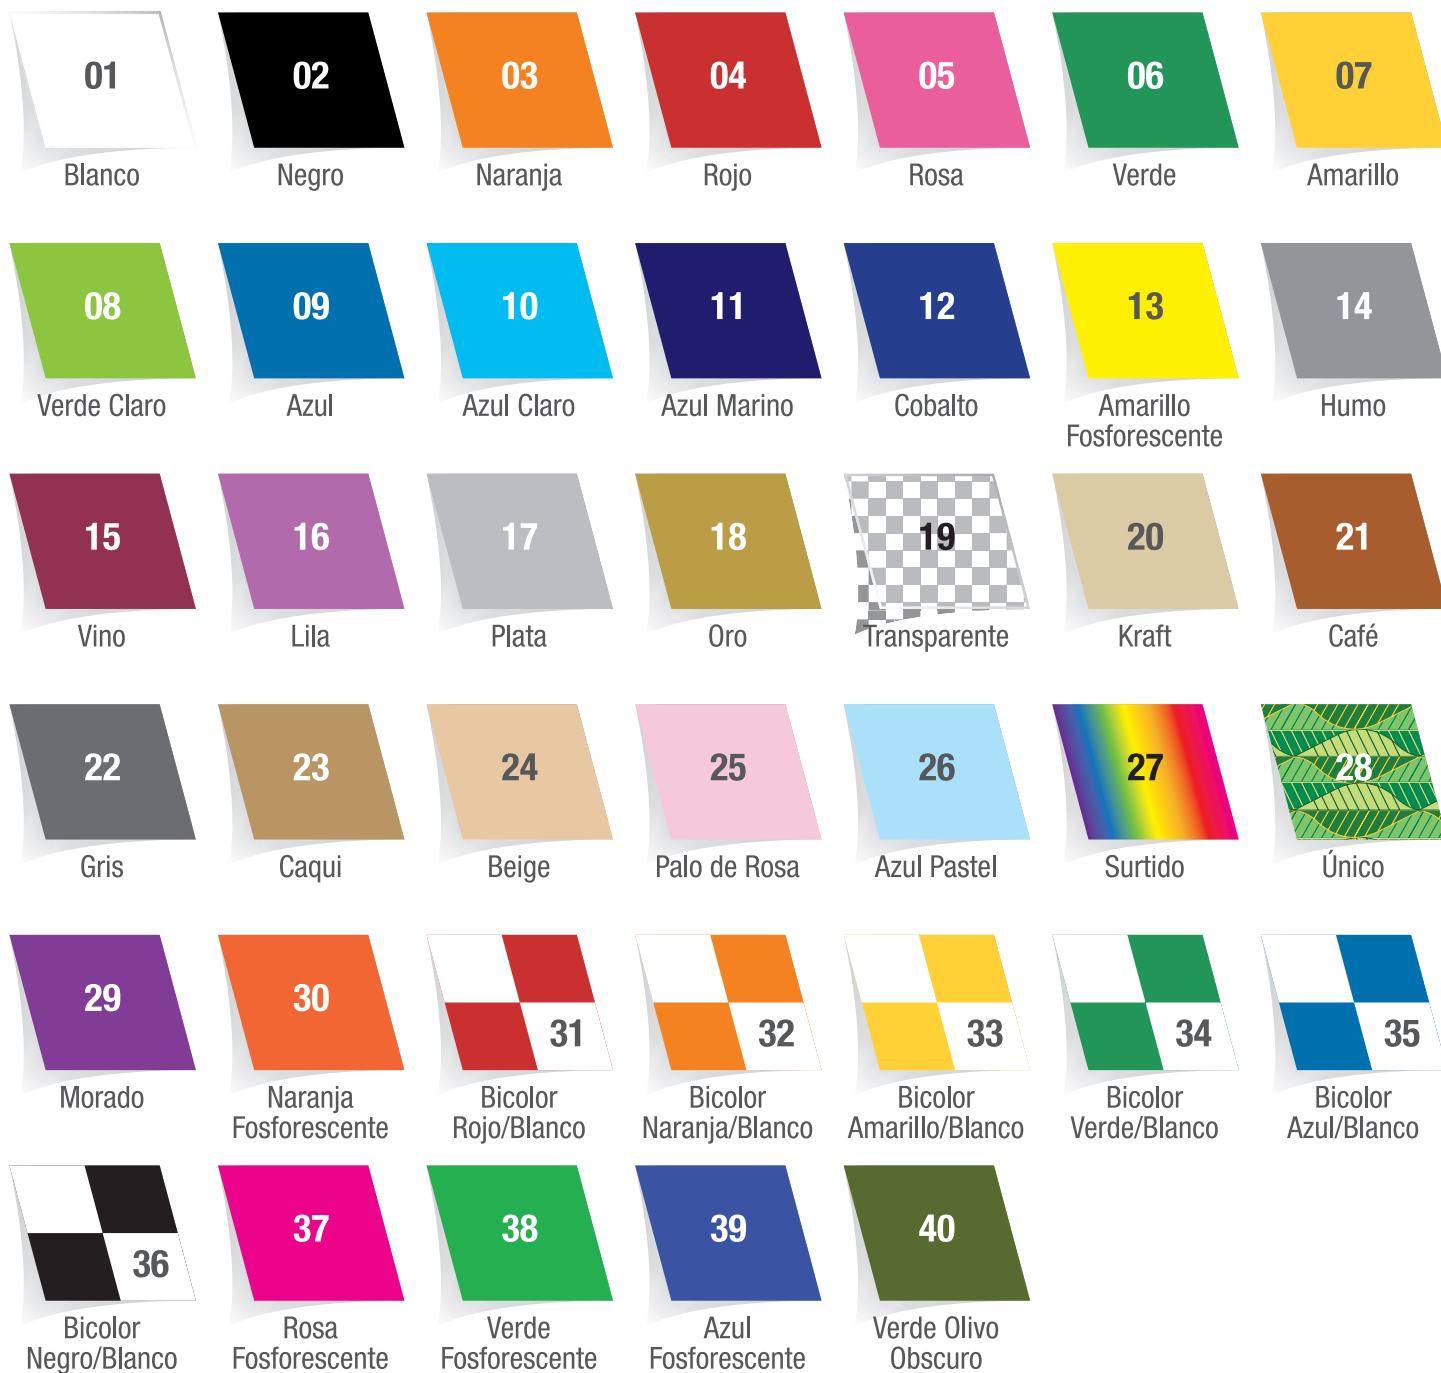 01
Blanco
02
Negro
03
Naranja
04
Rojo
05
Rosa
06
Verde
07
Amarillo
08
Verde Claro
09
Azul
10
Azul Claro
11
Azul Marino
12
Cobalto
13
Amarillo
Fosforescente
14
Humo
15
Vino
16
Lila
17
Plata
18
Oro
19
Transparente
20
Kraft
21
Café
22
Gris
23
Caqui
24
Beige
25
Palo de Rosa
26
Azul Pastel
27
Surtido
28
Único
29
Morado
30
Naranja
Fosforescente
31
Bicolor
Rojo/Blanco
32
Bicolor
Naranja/Blanco
33
Bicolor
Amarillo/Blanco
34
Bicolor
Verde/Blanco
35
Bicolor
Azul/Blanco
36
Bicolor
Negro/Blanco
37
Rosa
Fosforescente
38
Verde
Fosforescente
39
Azul
Fosforescente
40
Verde Olivo
Obscuro